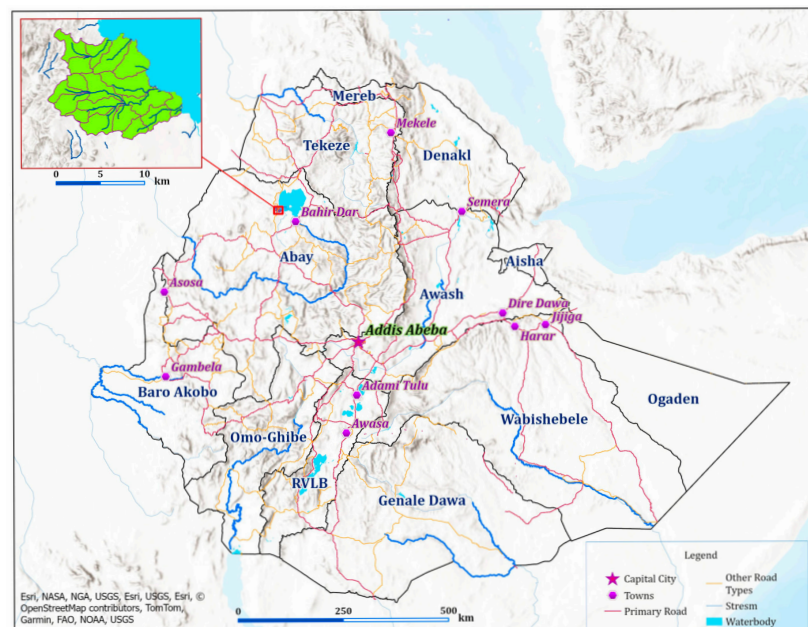 0 5 10
km
Mereb
Mekele
Tekeze
Denakl
Semera
Bahir Dar
Abay
Aisha
Asosa
Awash
Dire Dawa
Jijiga
Addis Abeba
Harar
Gambela
Adami Tulu
Baro Akobo
Ogaden
Wabishebele
Omo-Ghibe
Awasa
RVLB
Genale Dawa
Legend
Capital City
Towns
Primary Road
Other Road
Types
Stresm
Waterbody
Esri, NASA, NGA, USGS, Esri, USGS, Esri, ©
OpenStreetMap contributors, TomTom,
Garmin, FAO, NOAA, USGS
0 250 500
km